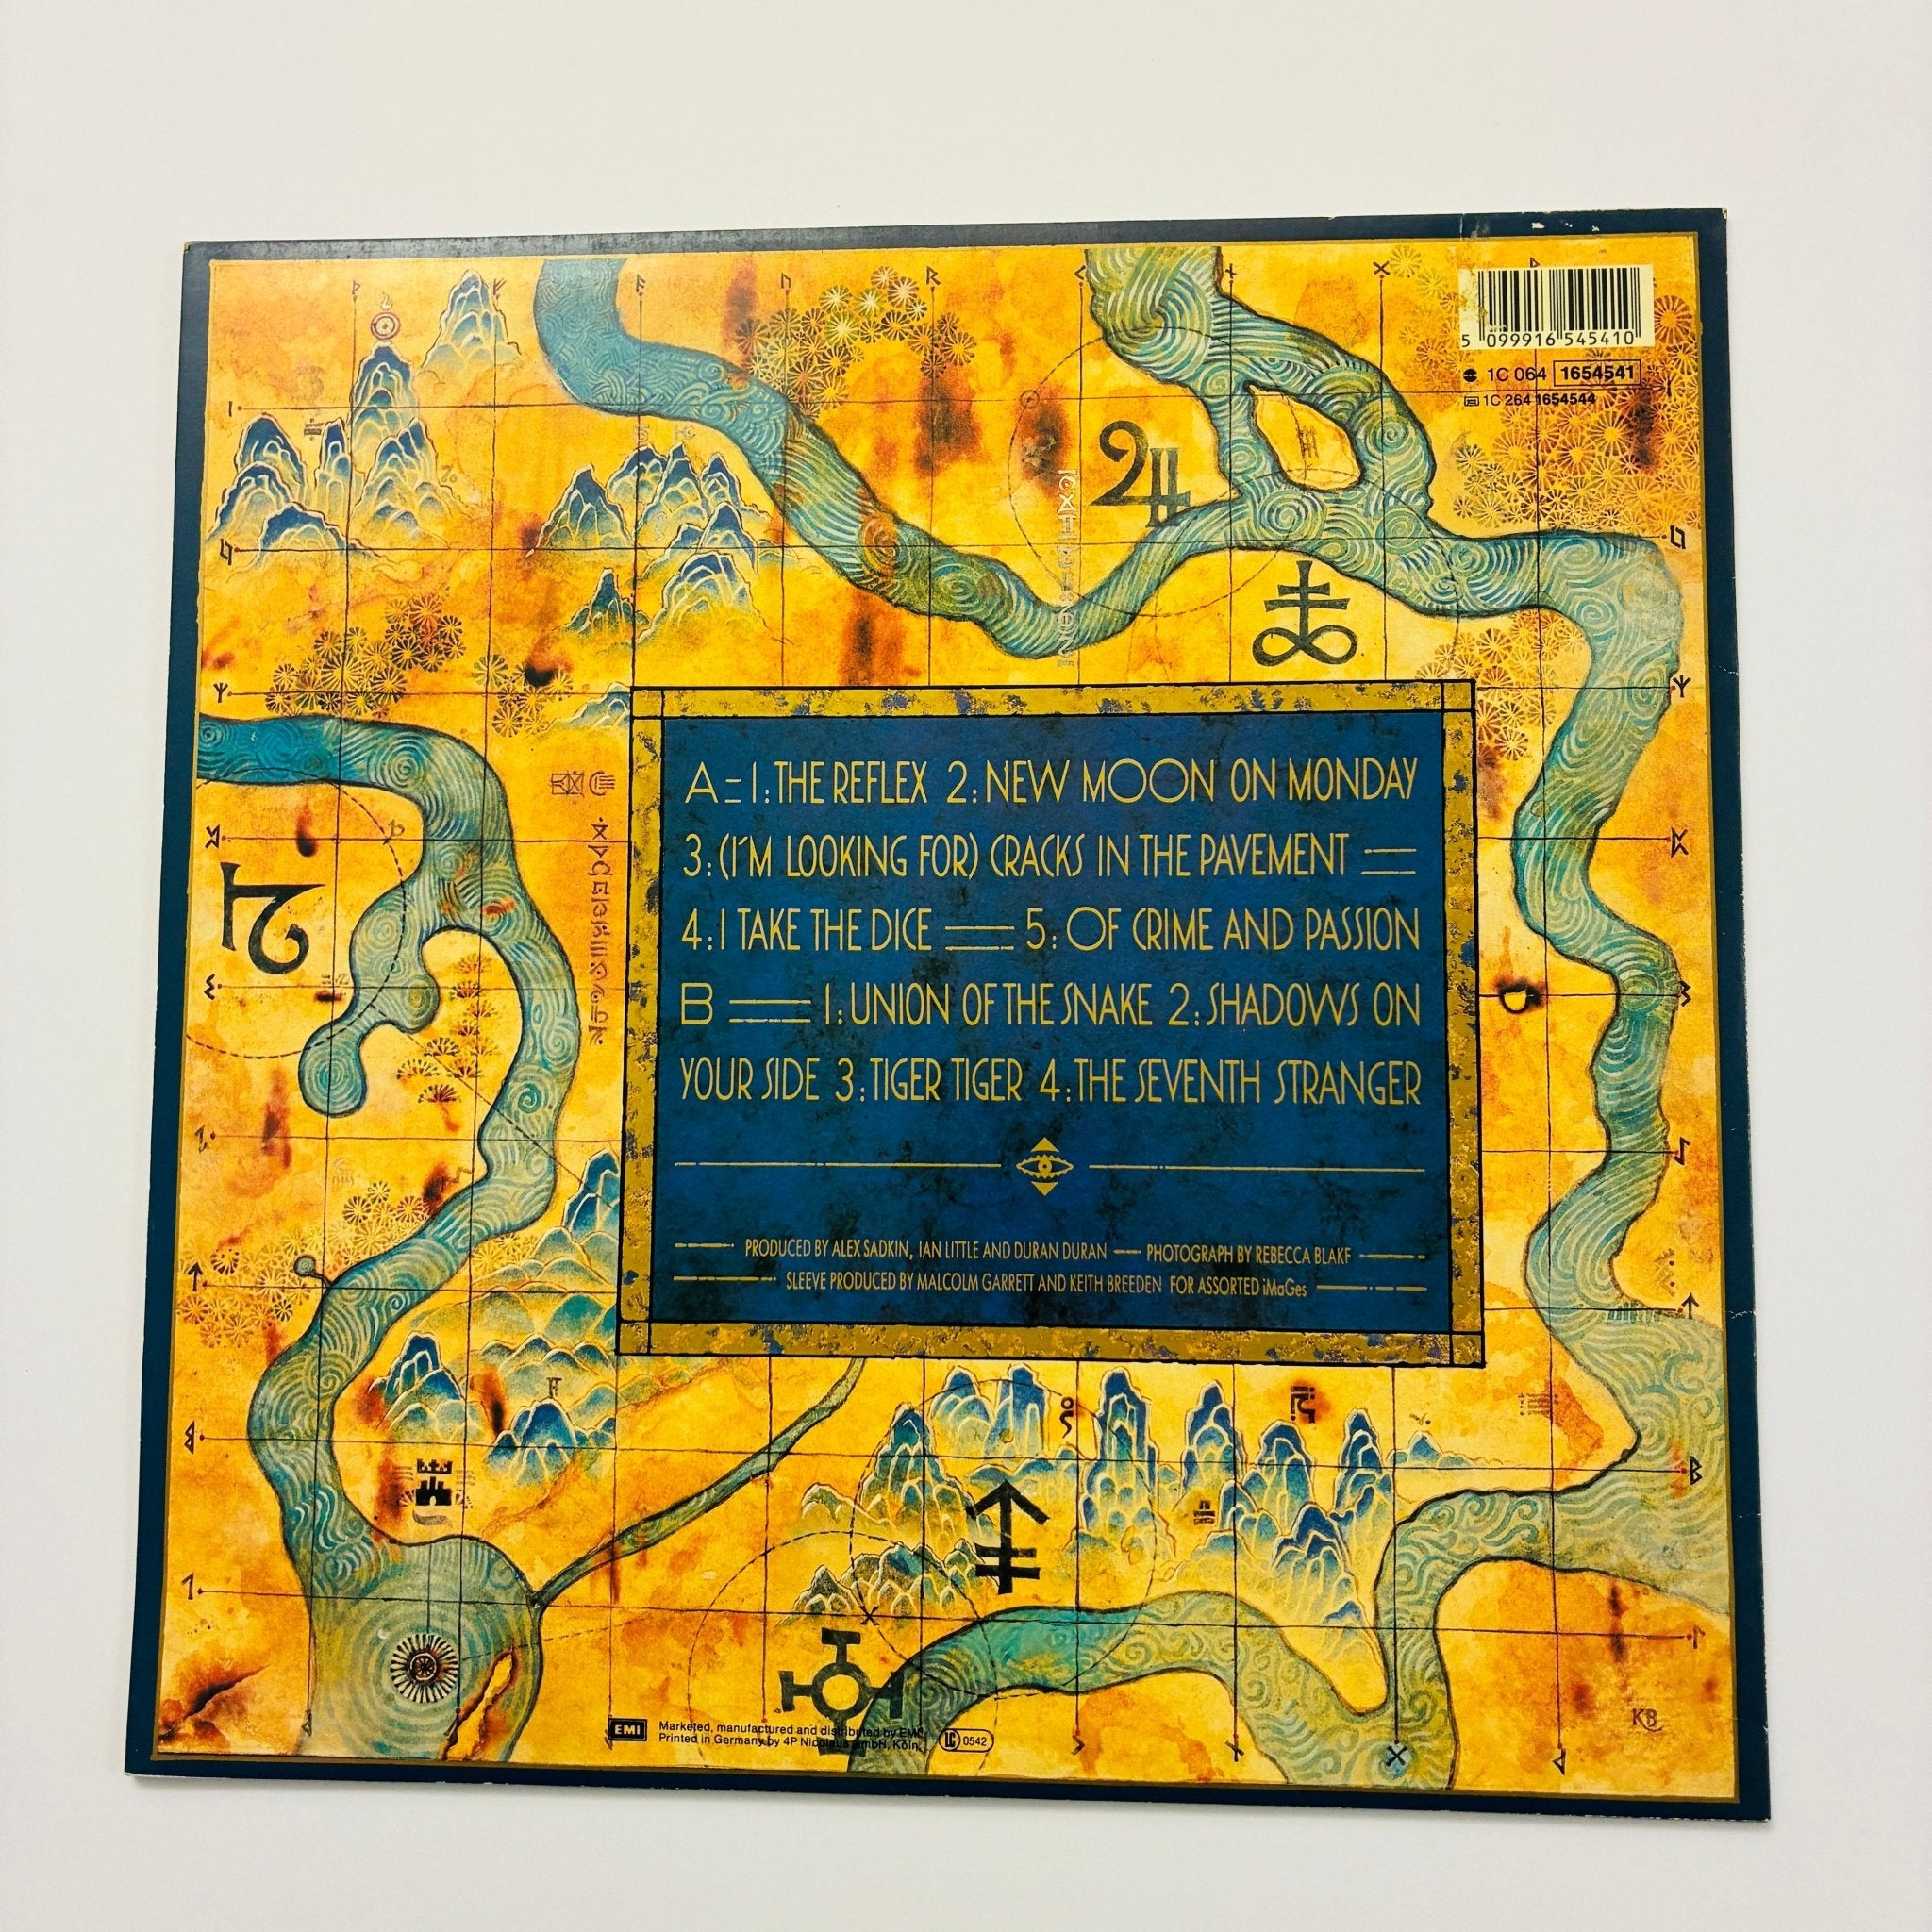 5 099916 545410
1C 064 1654541
1C 264 1654544
A = 1: THE REFLEX 2: NEW MOON ON MONDAY
3: (I'M LOOKING FOR) CRACKS IN THE PAVEMENT
4: I TAKE THE DICE 5: OF CRIME AND PASSION
B 1: UNION OF THE SNAKE 2: SHADOWS ON
YOUR SIDE 3: TIGER TIGER 4: THE SEVENTH STRANGER
PRODUCED BY ALEX SADKIN, IAN LITTLE AND DURAN DURAN — PHOTOGRAPH BY REBECCA BLAKE
SLEEVE PRODUCED BY MALCOLM GARRETT AND KEITH BREEDEN FOR ASSORTED iMaGes
KB
EMI Marketed, manufactured and distributed by EMI
Printed in Germany by 4P Nicolaus GmbH, Köln. LC 0542